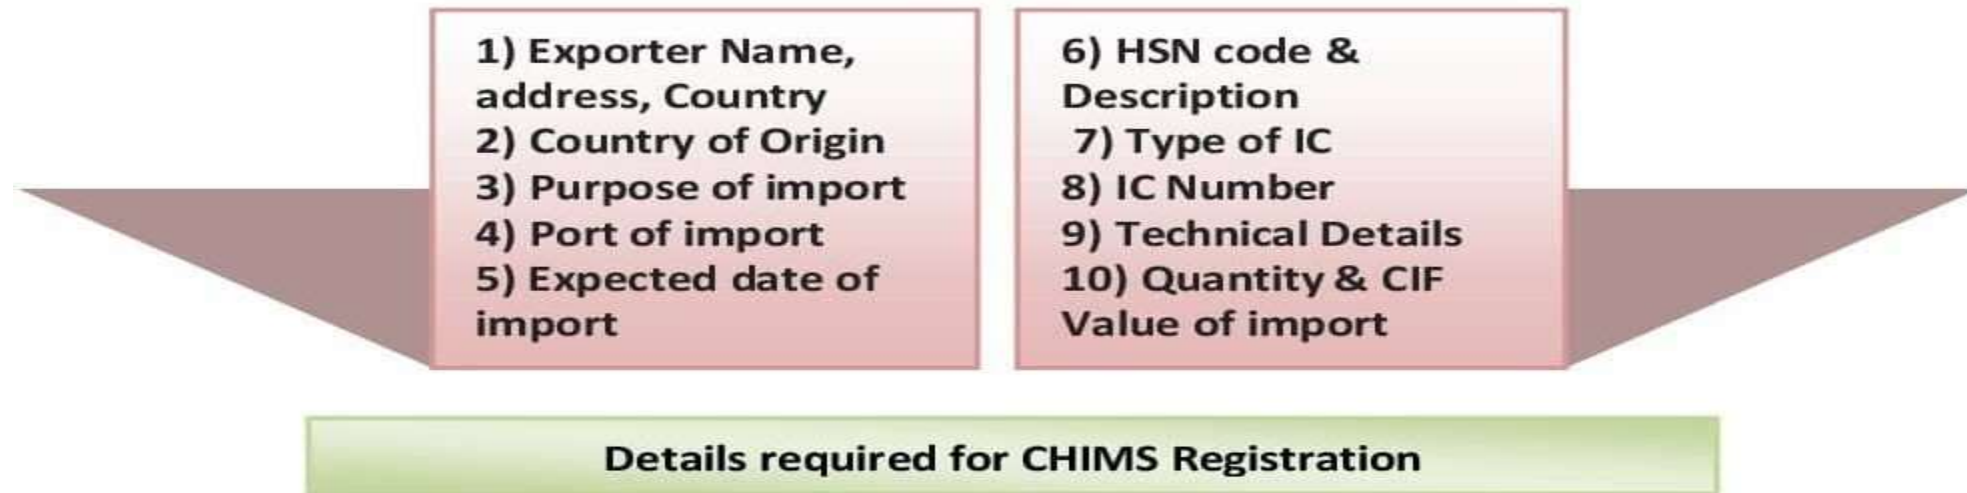 1) Exporter Name,
address, Country
2) Country of Origin
3) Purpose of import
4) Port of import
5) Expected date of
import
6) HSN code &
Description
7) Type of IC
8) IC Number
9) Technical Details
10) Quantity & CIF
Value of import
Details required for CHIMS Registration